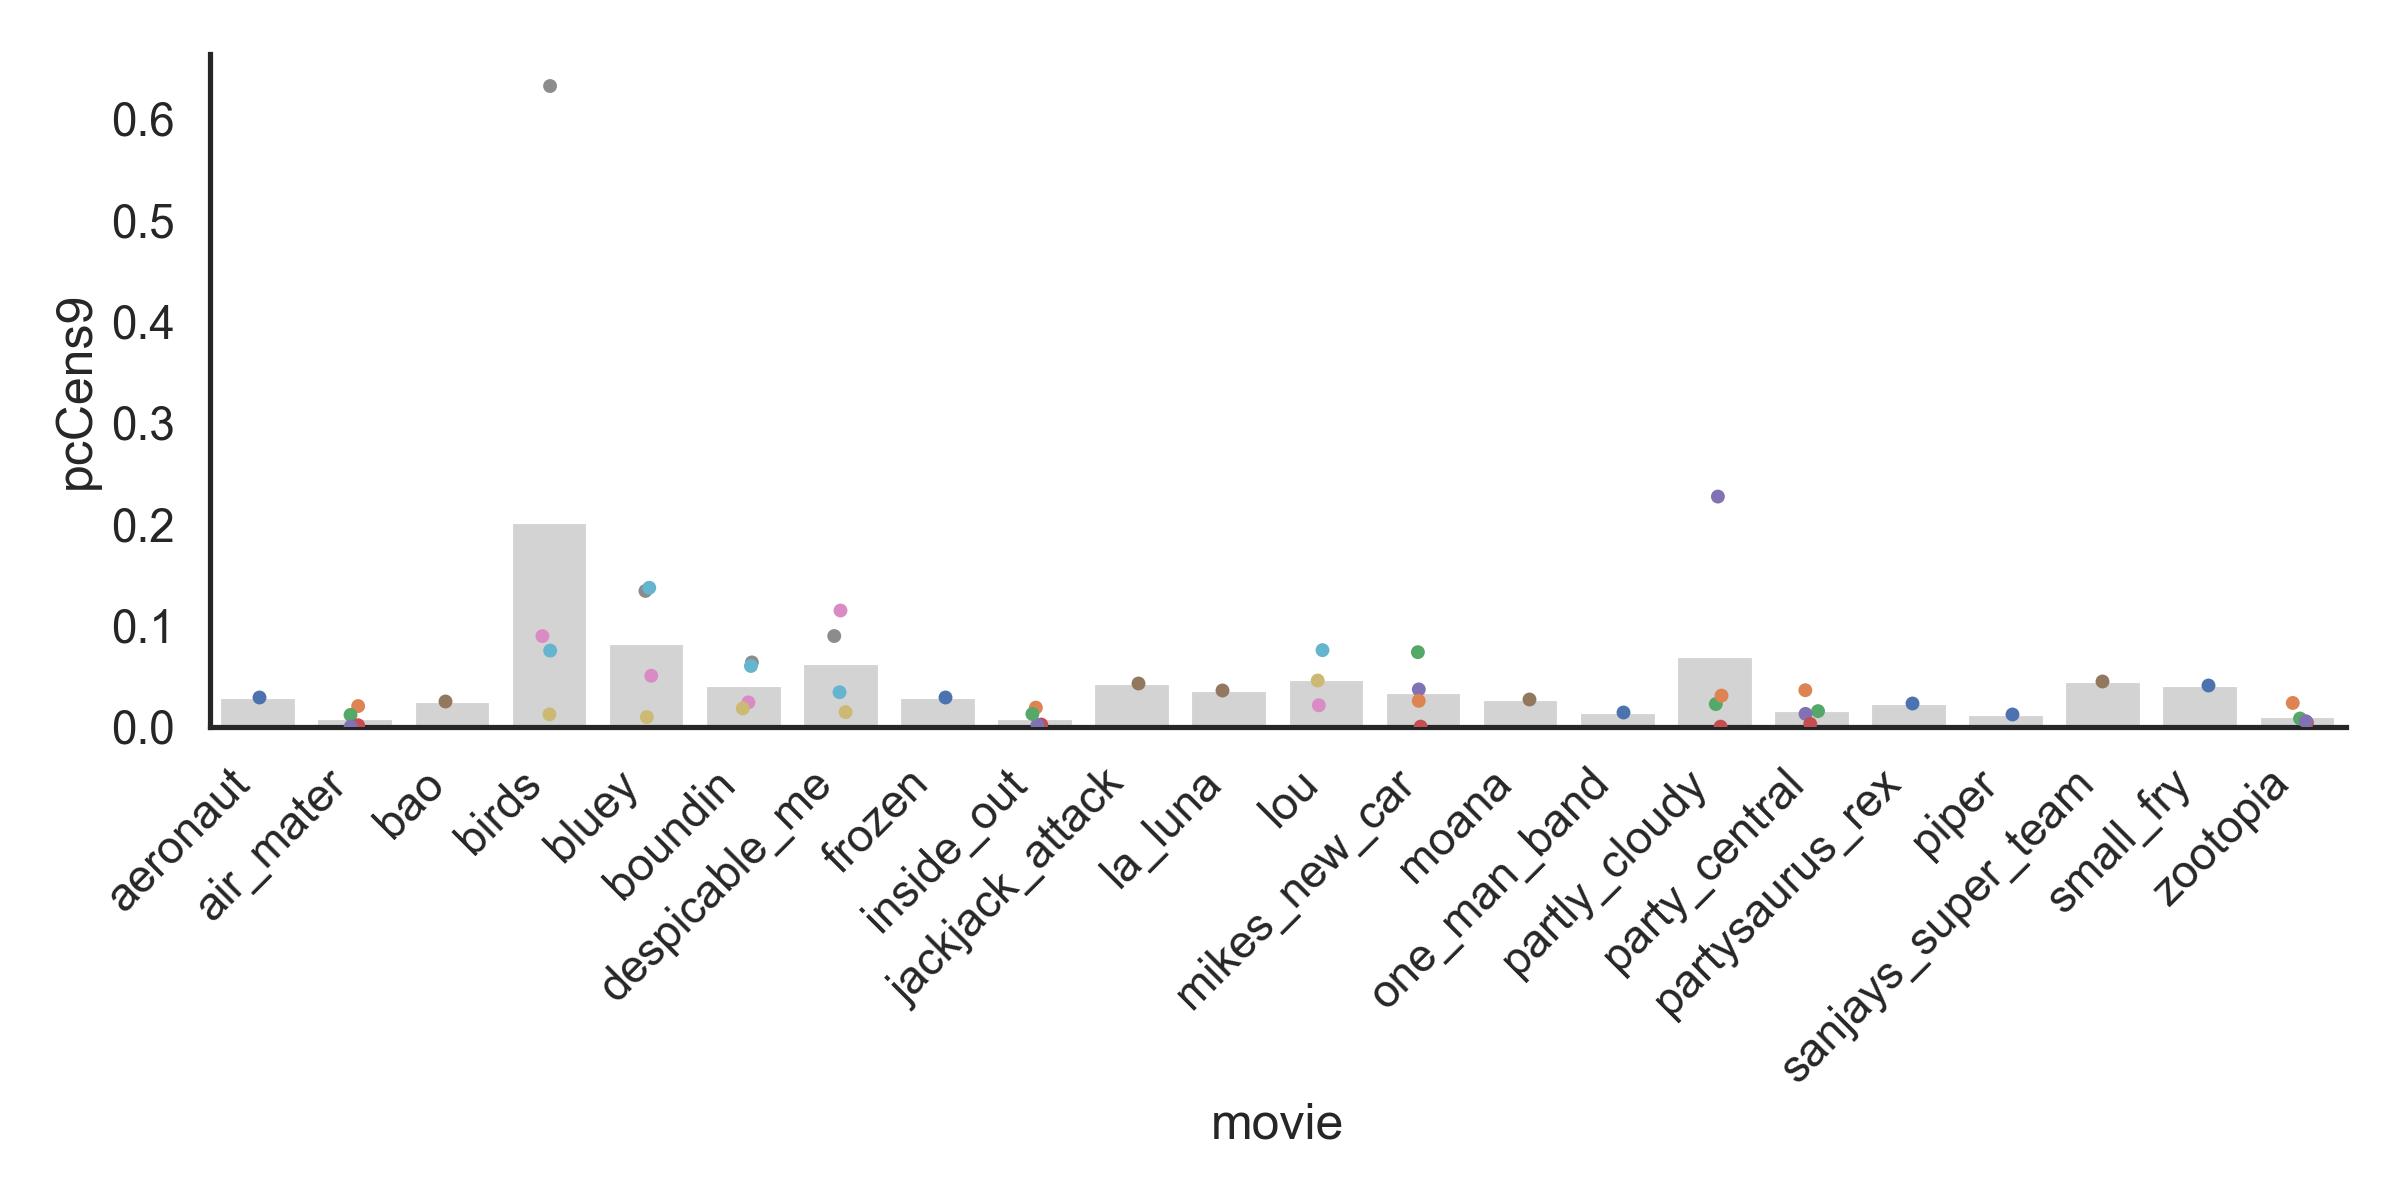 pcCens9
0.6
0.5
0.4
0.3
0.2
0.1
0.0
aeronaut
air_mater
bao
birds
bluey
boundin
despicable_me
frozen
inside_out
jackjack_attack
la_luna
lou
mikes_new_car
moana
one_man_band
partly_cloudy
party_central
partysaurus_rex
piper
sanjays_super_team
small_fry
zootopia
movie